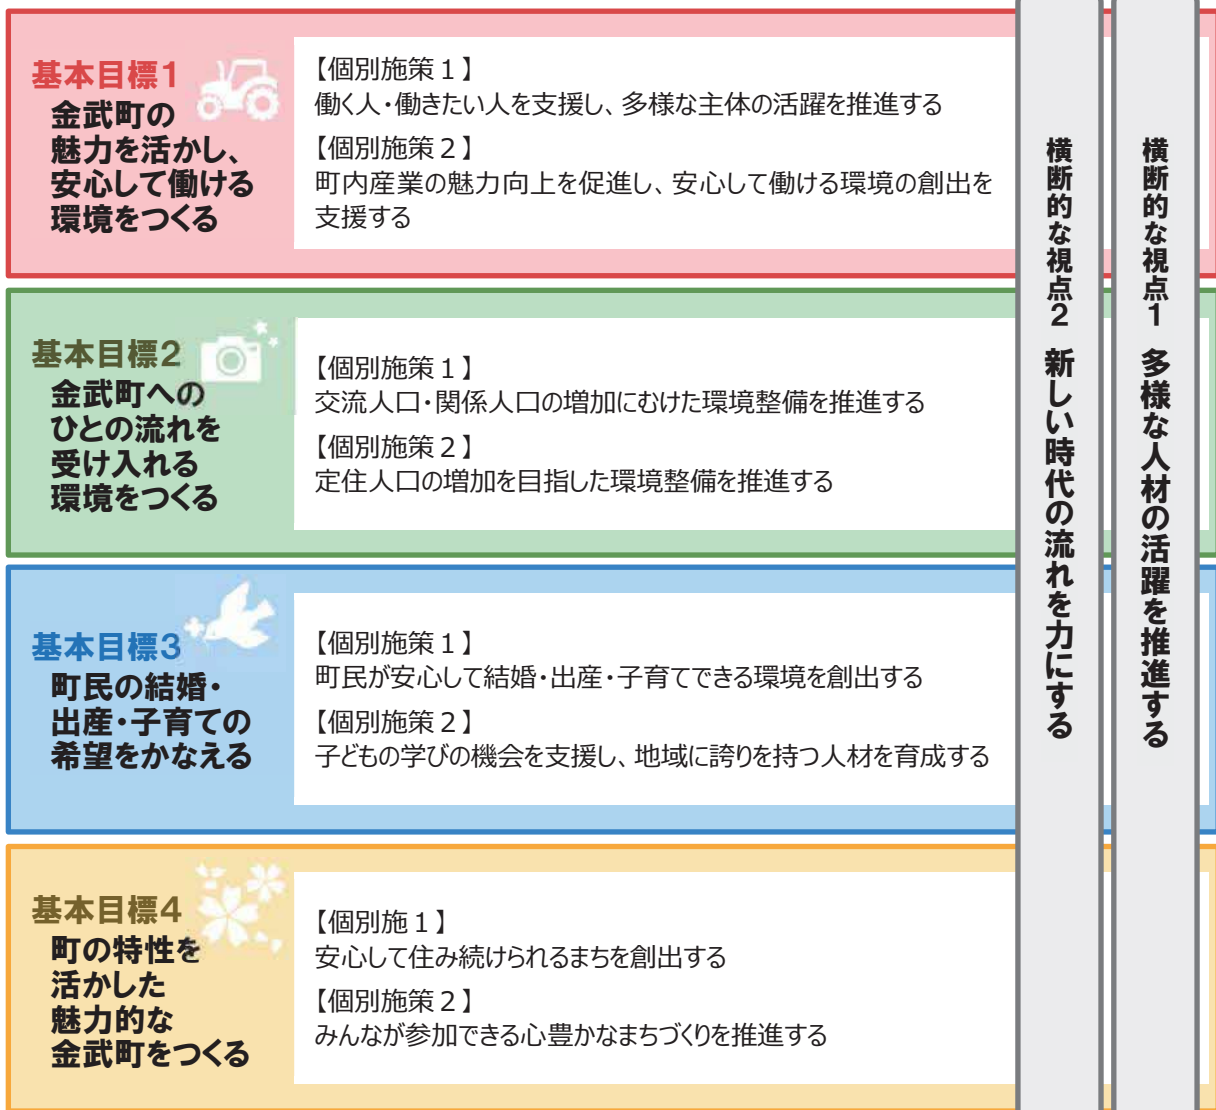 基本目標1
金武町の
魅力を活かし、
安心して働ける
環境をつくる
【個別施策１】
働く人・働きたい人を支援し、多様な主体の活躍を推進する
【個別施策２】
町内産業の魅力向上を促進し、安心して働ける環境の創出を
支援する
基本目標2
金武町への
ひとの流れを
受け入れる
環境をつくる
【個別施策１】
交流人口・関係人口の増加にむけた環境整備を推進する
【個別施策２】
定住人口の増加を目指した環境整備を推進する
基本目標3
町民の結婚・
出産・子育ての
希望をかなえる
【個別施策１】
町民が安心して結婚・出産・子育てできる環境を創出する
【個別施策２】
子どもの学びの機会を支援し、地域に誇りを持つ人材を育成する
基本目標4
町の特性を
活かした
魅力的な
金武町をつくる
【個別施１】
安心して住み続けられるまちを創出する
【個別施策２】
みんなが参加できる心豊かなまちづくりを推進する
横断的な視点1 多様な人材の活躍を推進する
横断的な視点2 新しい時代の流れを力にする